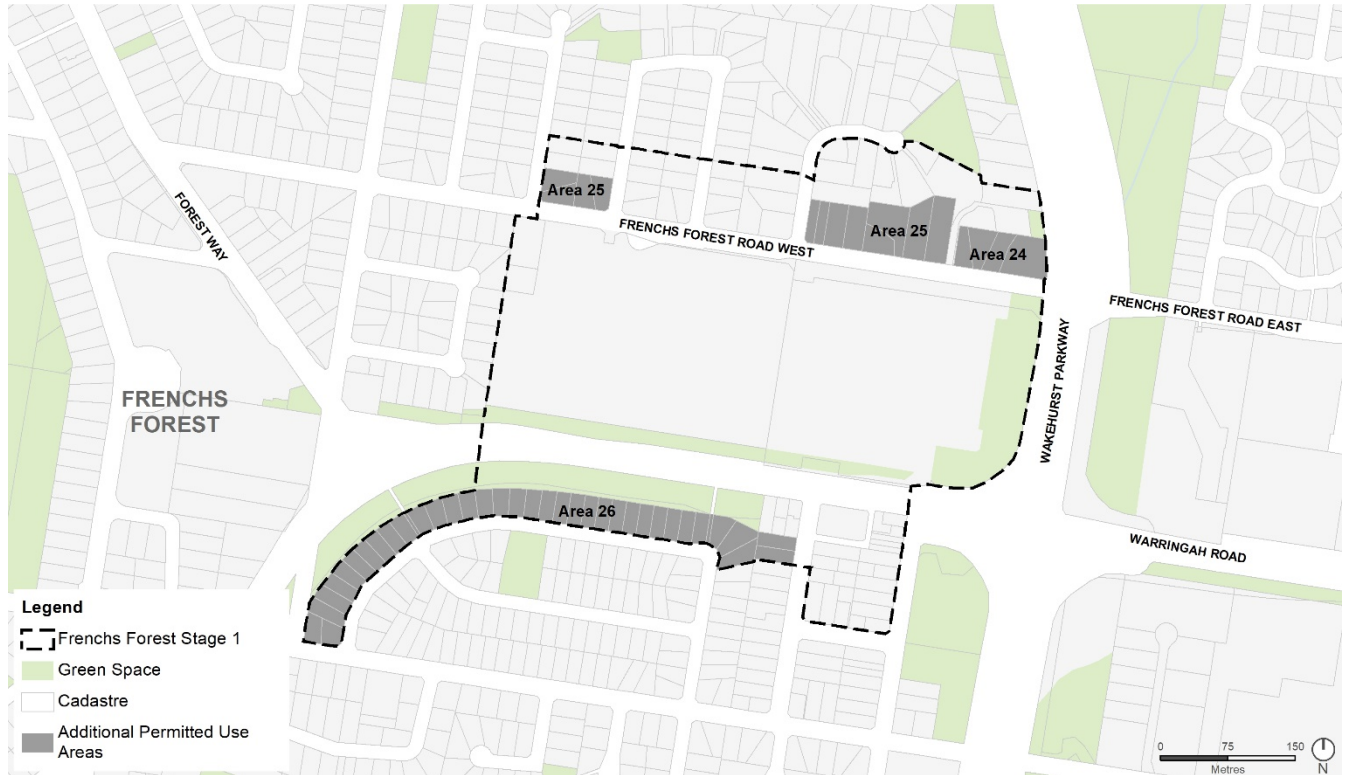 Area 25
Area 25
Area 24
FRENCHS FOREST ROAD WEST
FOREST WAY
FRENCHS FOREST ROAD EAST
WAKEHURST PARKWAY
FRENCHS
FOREST
Area 26
WARRINGAH ROAD
Legend
Frenchs Forest Stage 1
Green Space
Cadastre
Additional Permitted Use
Areas
0 75 150
Metres
N